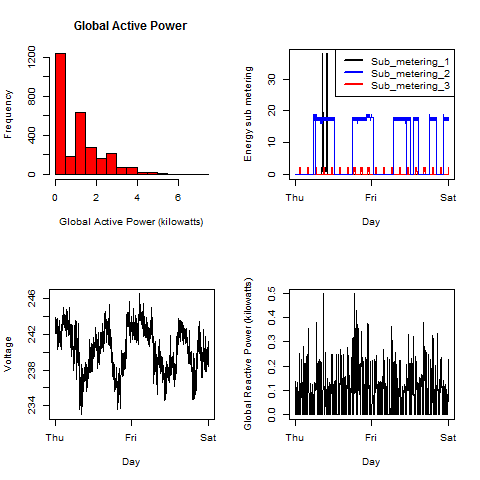 Global Active Power
Frequency
0 400 800 1200
0 2 4 6
Global Active Power (kilowatts)
Energy sub metering
0 10 20 30
Sub_metering_1
Sub_metering_2
Sub_metering_3
Thu Fri Sat
Day
Voltage
234 238 242 246
Thu Fri Sat
Day
Global Reactive Power (kilowatts)
0.0 0.1 0.2 0.3 0.4 0.5
Thu Fri Sat
Day